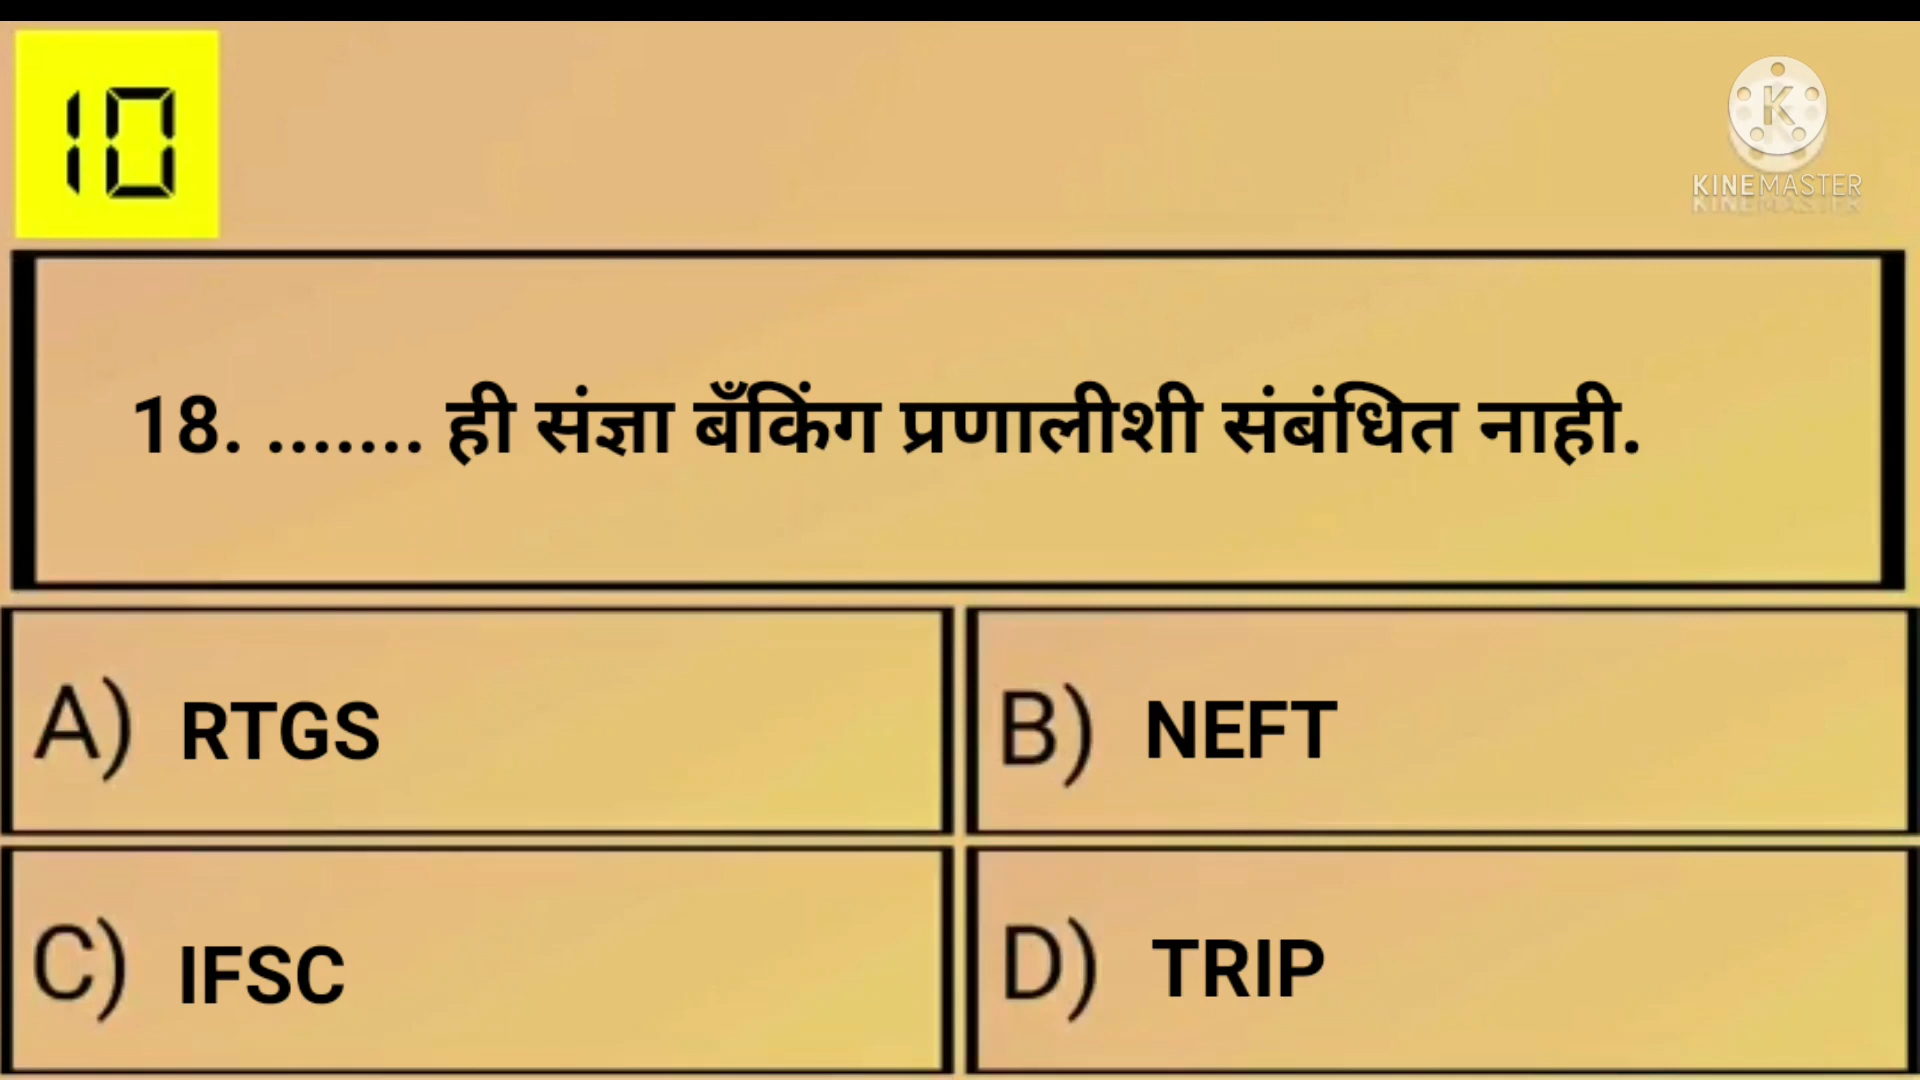 10
KINEMASTER
18. ....... ही संज्ञा बँकिंग प्रणालीशी संबंधित नाही.
A) RTGS
B) NEFT
C) IFSC
D) TRIP